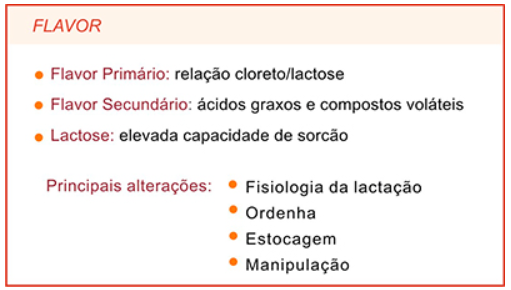 FLAVOR
Flavor Primário: relação cloreto/lactose
Flavor Secundário: ácidos graxos e compostos voláteis
Lactose: elevada capacidade de sorcão
Principais alterações: • Fisiologia da lactação
• Ordenha
• Estocagem
• Manipulação